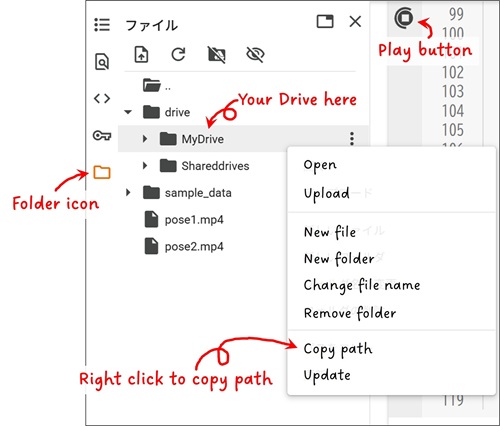 ファイル
..
drive
MyDrive
Shareddrives
sample_data
pose1.mp4
pose2.mp4
Folder icon
Your Drive here
Play button
99
100
102
103
104
105
Open
Upload
New file
New folder
Change file name
Remove folder
Copy path
Update
Right click to copy path
119